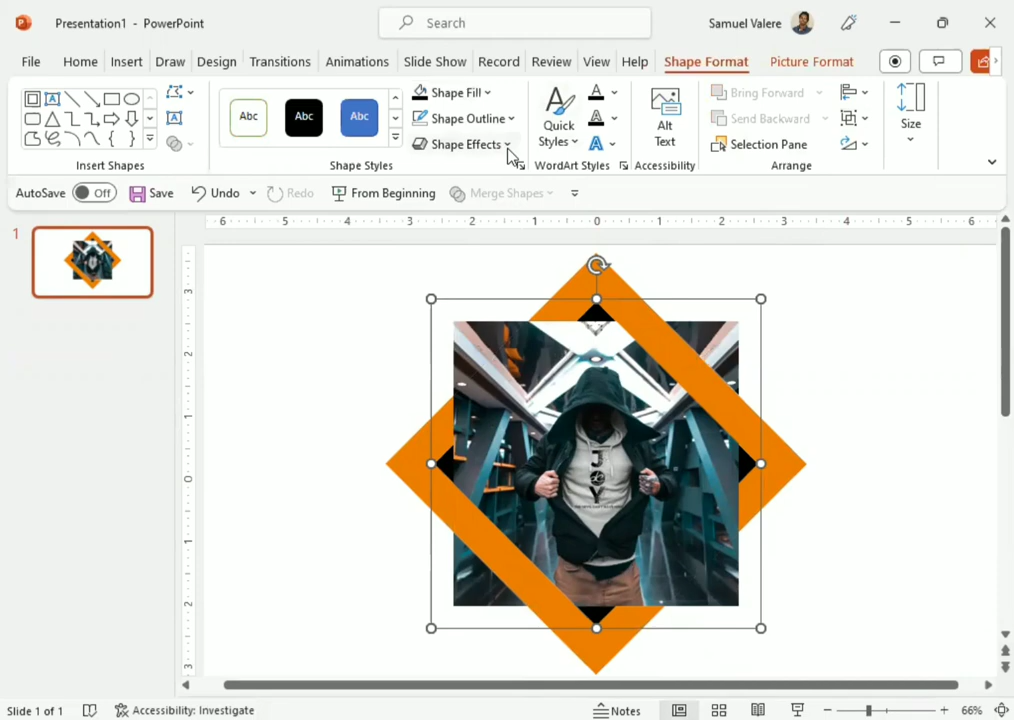 Presentation1 - PowerPoint
Search
Samuel Valere
File Home Insert Draw Design Transitions Animations Slide Show Record Review View Help Shape Format Picture Format
Abc Abc Abc
Shape Fill
Shape Outline
Shape Effects
Quick Styles
Alt Text
Bring Forward
Send Backward
Selection Pane
Size
Insert Shapes Shape Styles WordArt Styles Accessibility Arrange
AutoSave Off Save Undo Redo From Beginning Merge Shapes
6 5 4 3 2 1 0 1 2 3 4 5 6
1
3
2
1
0
1
2
3
JOY
Slide 1 of 1 Accessibility: Investigate Notes 66%